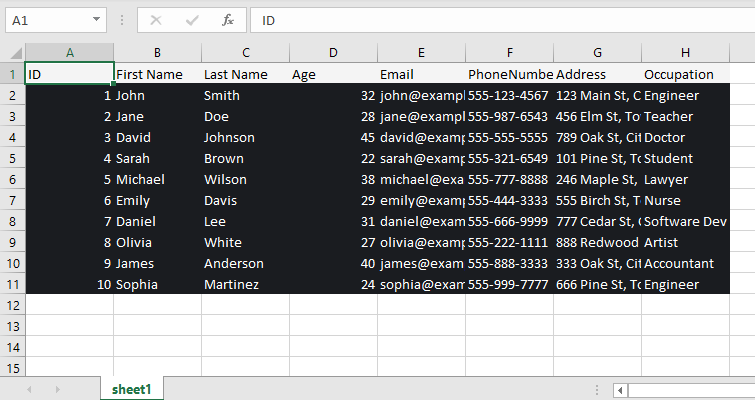 A1 fx ID
A B C D E F G H
1 ID First Name Last Name Age Email PhoneNumbe Address Occupation
2 1 John Smith 32 john@exampl 555-123-4567 123 Main St, C Engineer
3 2 Jane Doe 28 jane@examp 555-987-6543 456 Elm St, To Teacher
4 3 David Johnson 45 david@examp 555-555-5555 789 Oak St, Cit Doctor
5 4 Sarah Brown 22 sarah@examp 555-321-6549 101 Pine St, To Student
6 5 Michael Wilson 38 michael@exa 555-777-8888 246 Maple St, Lawyer
7 6 Emily Davis 29 emily@examp 555-444-3333 555 Birch St, T Nurse
8 7 Daniel Lee 31 daniel@exam 555-666-9999 777 Cedar St, Software Dev
9 8 Olivia White 27 olivia@examp 555-222-1111 888 Redwood Artist
10 9 James Anderson 40 james@exam 555-888-3333 333 Oak St, Cit Accountant
11 10 Sophia Martinez 24 sophia@exam 555-999-7777 666 Pine St, To Engineer
12
13
14
15
sheet1